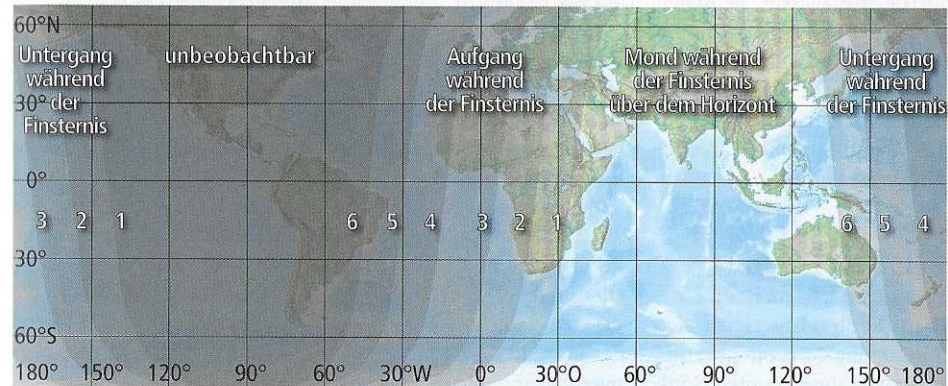 60°N
Untergang
während
der
Finsternis
unbeobachtbar
Aufgang
während
der Finsternis
Mond während
der Finsternis
über dem Horizont
Untergang
während
der Finsternis
30°
0°
3 2 1 6 5 4 3 2 1 6 5 4
30°
60°S
180° 150° 120° 90° 60° 30°W 0° 30°O 60° 90° 120° 150° 180°